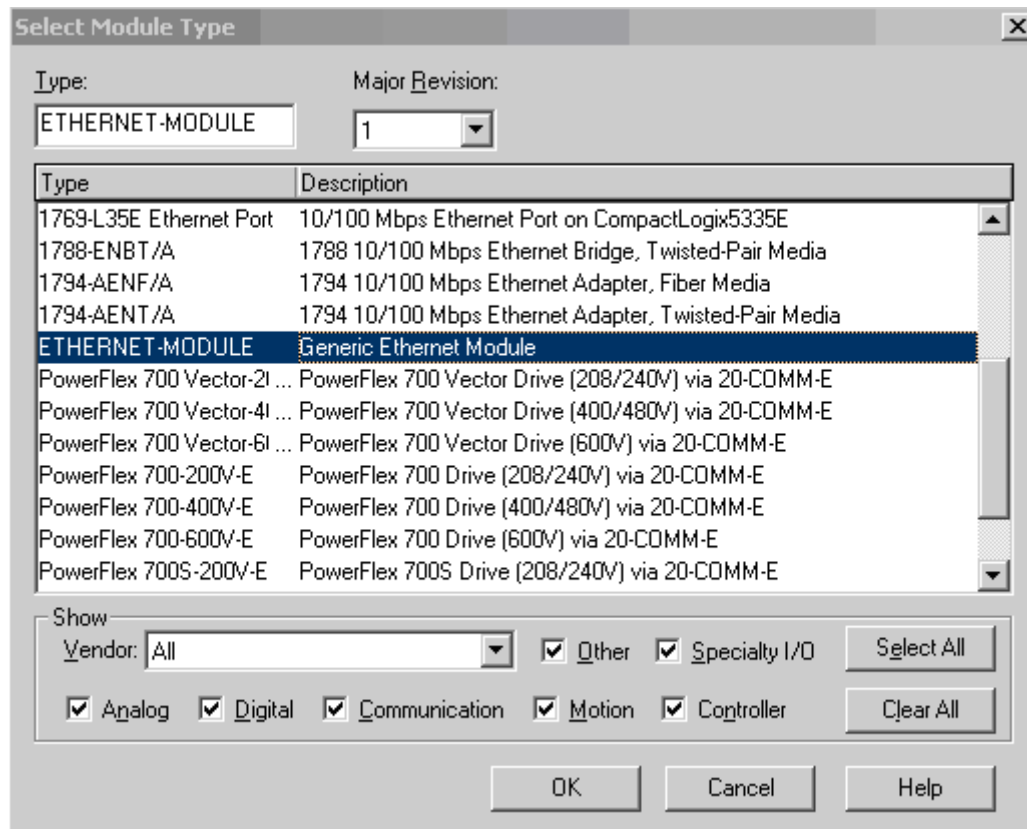 Select Module Type
Type: Major Revision:
ETHERNET-MODULE 1
Type Description
1769-L35E Ethernet Port 10/100 Mbps Ethernet Port on CompactLogix5335E
1788-ENBT/A 1788 10/100 Mbps Ethernet Bridge, Twisted-Pair Media
1794-AENF/A 1794 10/100 Mbps Ethernet Adapter, Fiber Media
1794-AENT/A 1794 10/100 Mbps Ethernet Adapter, Twisted-Pair Media
ETHERNET-MODULE Generic Ethernet Module
PowerFlex 700 Vector-2( ... PowerFlex 700 Vector Drive (208/240V) via 20-COMM-E
PowerFlex 700 Vector-4( ... PowerFlex 700 Vector Drive (400/480V) via 20-COMM-E
PowerFlex 700 Vector-6( ... PowerFlex 700 Vector Drive (600V) via 20-COMM-E
PowerFlex 700-200V-E PowerFlex 700 Drive (208/240V) via 20-COMM-E
PowerFlex 700-400V-E PowerFlex 700 Drive (400/480V) via 20-COMM-E
PowerFlex 700-600V-E PowerFlex 700 Drive (600V) via 20-COMM-E
PowerFlex 700S-200V-E PowerFlex 700S Drive (208/240V) via 20-COMM-E
Show
Vendor: All Other Specialty I/O Select All
Analog Digital Communication Motion Controller Clear All
OK Cancel Help